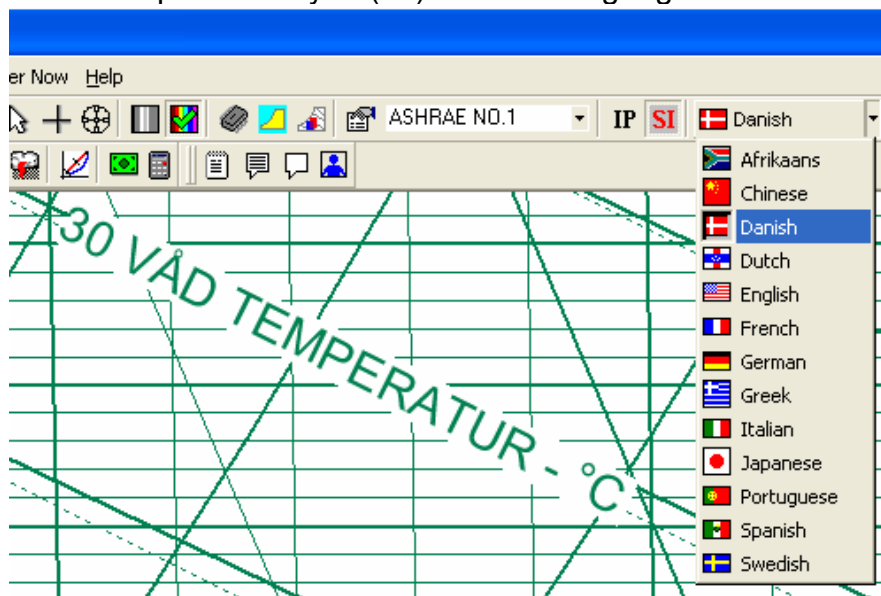 er Now Help
ASHRAE NO.1 IP SI Danish
Afrikaans
Chinese
Danish
Dutch
English
French
German
Greek
Italian
Japanese
Portuguese
Spanish
Swedish
30 VÅD TEMPERATUR - °C